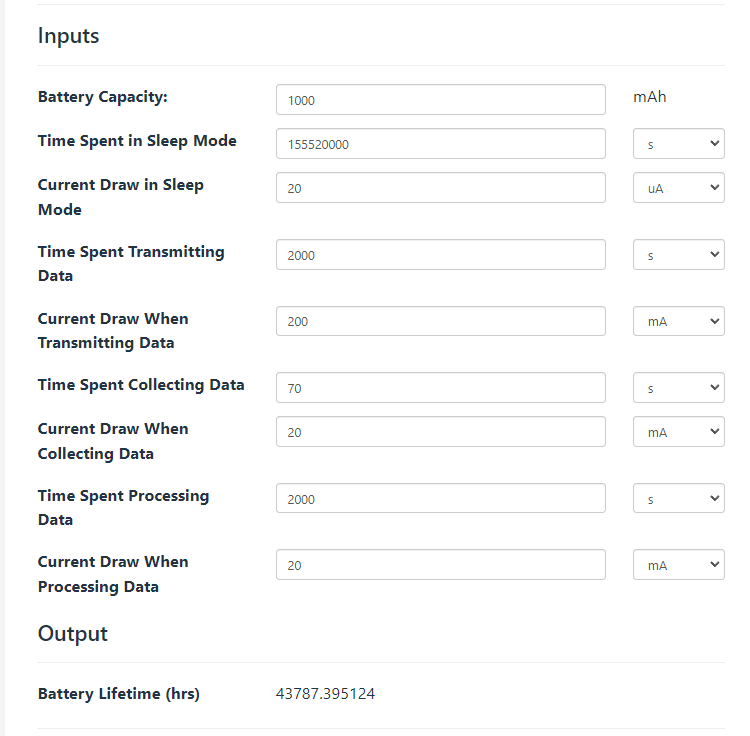 Inputs
Battery Capacity: 1000 mAh
Time Spent in Sleep Mode 155520000 s
Current Draw in Sleep 20 uA
Mode
Time Spent Transmitting 2000 s
Data
Current Draw When 200 mA
Transmitting Data
Time Spent Collecting Data 70 s
Current Draw When 20 mA
Collecting Data
Time Spent Processing 2000 s
Data
Current Draw When 20 mA
Processing Data
Output
Battery Lifetime (hrs) 43787.395124